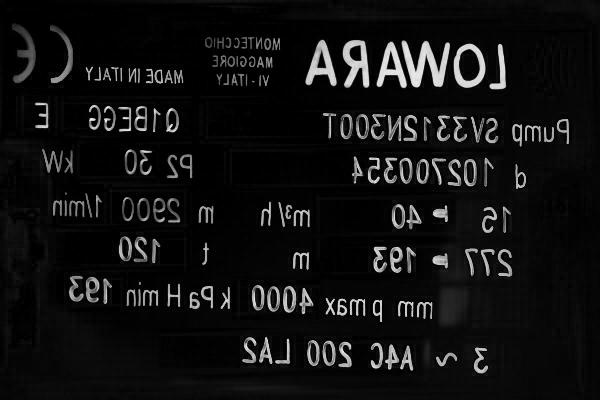 LOWARA MONTECCHIO MAGGIORE VI - ITALY MADE IN ITALY CE
Pump SV3312N300T Q1BEGG E
102700354 P2 30 kW
15 - 40 m³/h m 2900 1/min
277 - 193 m t 120
mm p max 4000 k Pa H min 193
3 ~ A4C 200 LA2